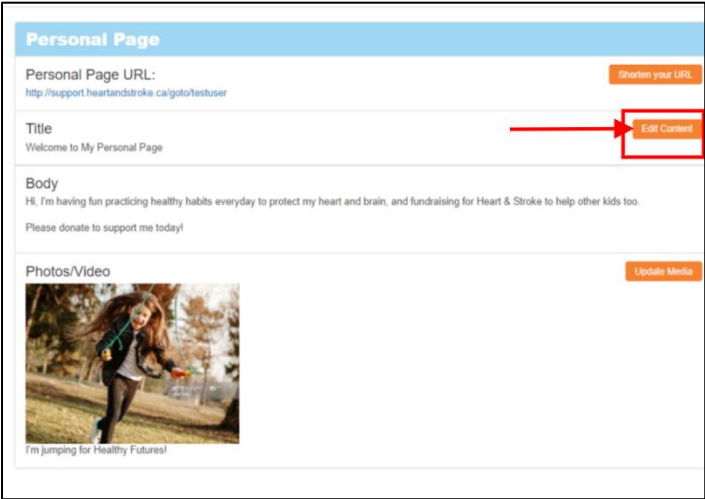 Personal Page
Personal Page URL:
Shorten your URL
http://support.heartandstroke.ca/goto/testuser
Title
Edit Content
Welcome to My Personal Page
Body
Hi, I'm having fun practicing healthy habits everyday to protect my heart and brain, and fundraising for Heart & Stroke to help other kids too.
Please donate to support me today!
Photos/Video
Update Media
I'm jumping for Healthy Futures!